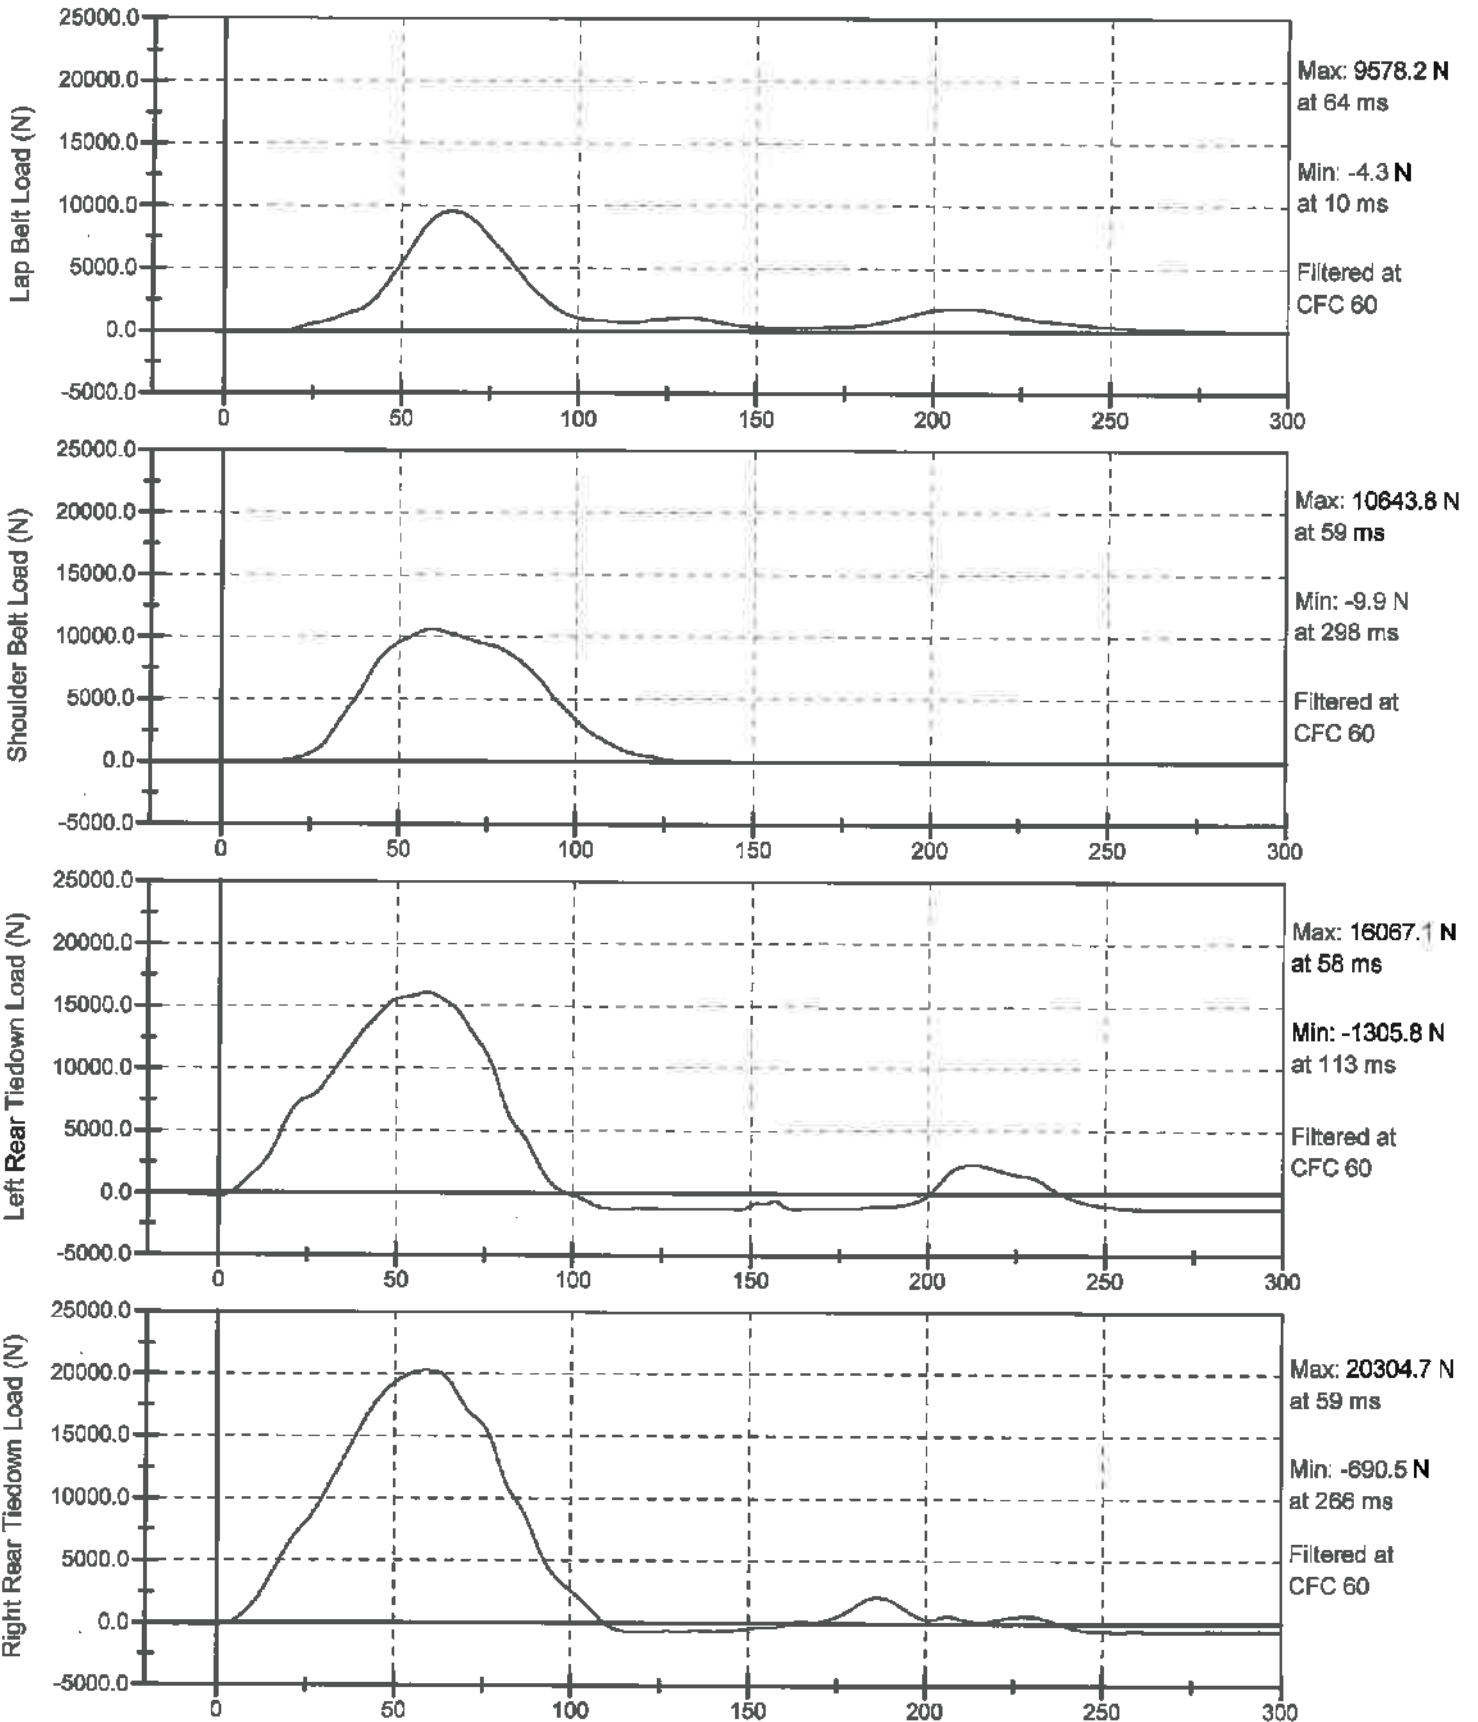 25000.0
20000.0
15000.0
10000.0
5000.0
0.0
-5000.0
Lap Belt Load (N)
0 50 100 150 200 250 300
Max: 9578.2 N
at 64 ms
Min: -4.3 N
at 10 ms
Filtered at
CFC 60
25000.0
20000.0
15000.0
10000.0
5000.0
0.0
-5000.0
Shoulder Belt Load (N)
0 50 100 150 200 250 300
Max: 10643.8 N
at 59 ms
Min: -9.9 N
at 298 ms
Filtered at
CFC 60
25000.0
20000.0
15000.0
10000.0
5000.0
0.0
-5000.0
Left Rear Tiedown Load (N)
0 50 100 150 200 250 300
Max: 16067.1 N
at 58 ms
Min: -1305.8 N
at 113 ms
Filtered at
CFC 60
25000.0
20000.0
15000.0
10000.0
5000.0
0.0
-5000.0
Right Rear Tiedown Load (N)
0 50 100 150 200 250 300
Max: 20304.7 N
at 59 ms
Min: -690.5 N
at 268 ms
Filtered at
CFC 60